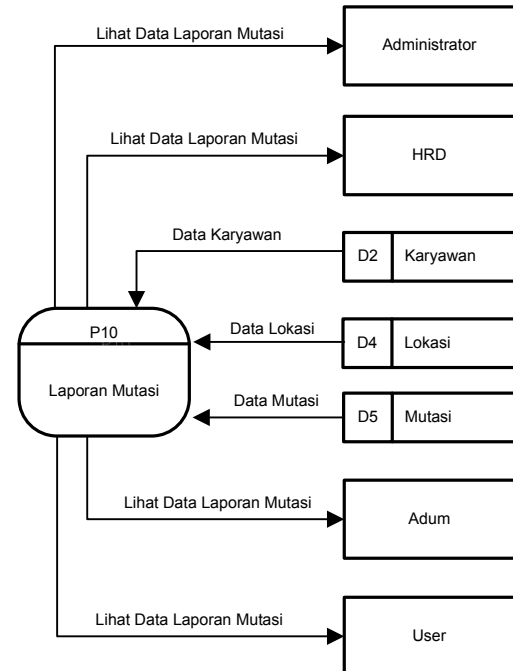 Lihat Data Laporan Mutasi
Administrator
Lihat Data Laporan Mutasi
HRD
Data Karyawan
D2 Karyawan
P10
Data Lokasi
D4 Lokasi
Laporan Mutasi
Data Mutasi
D5 Mutasi
Lihat Data Laporan Mutasi
Adum
Lihat Data Laporan Mutasi
User